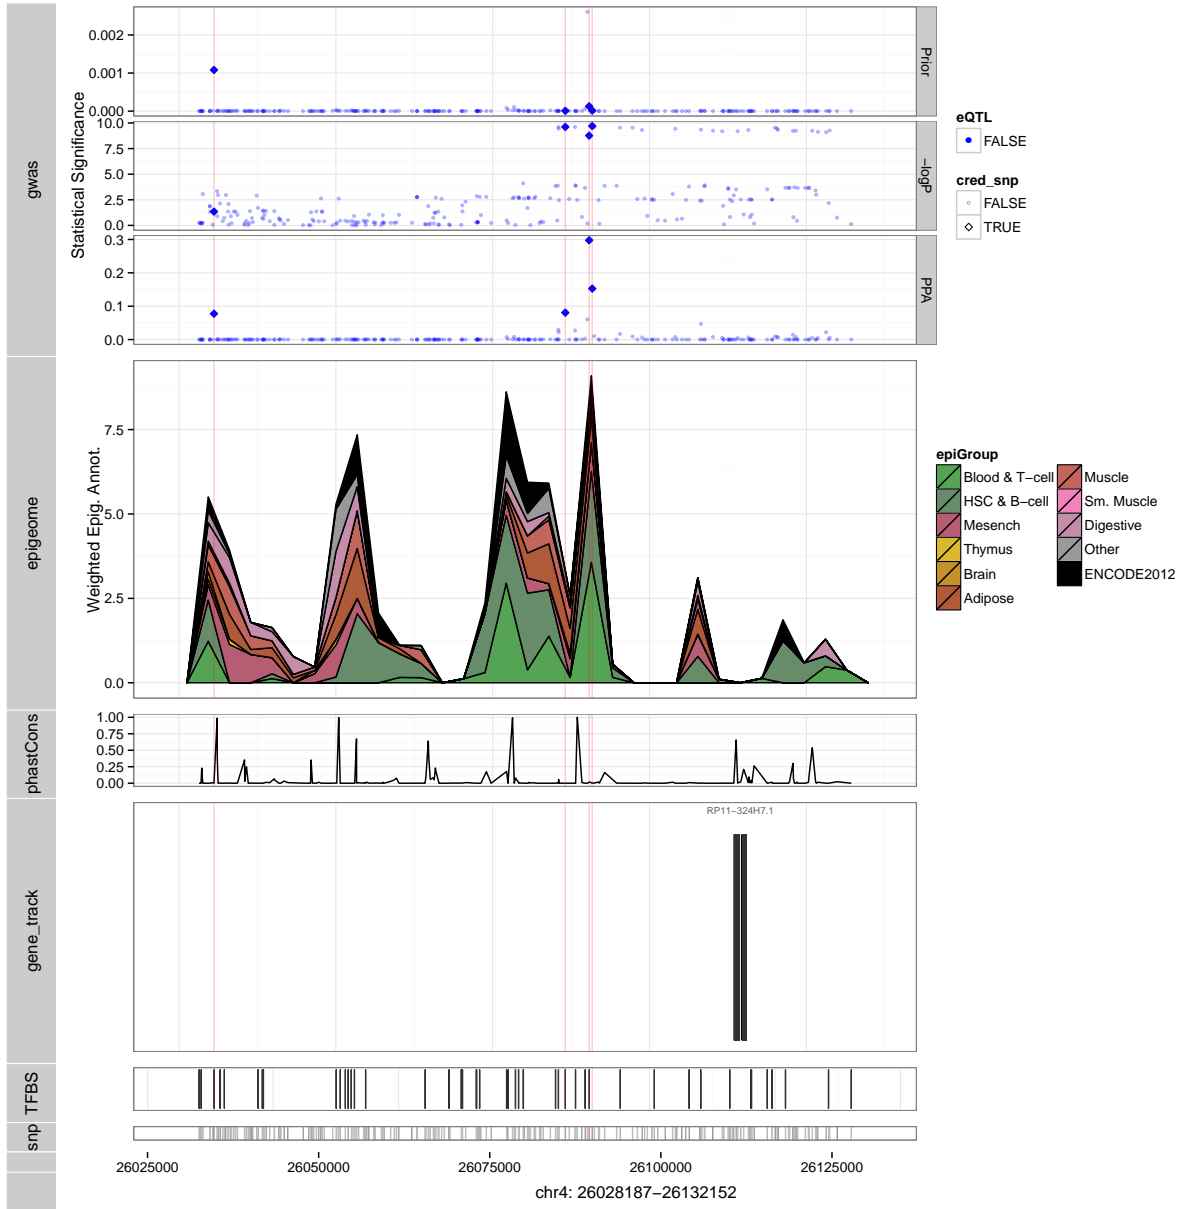 gwas
Statistical Significance
0.002
0.001
0.000
Prior
10.0
7.5
5.0
2.5
0.0
−logP
0.3
0.2
0.1
0.0
PPA
eQTL
FALSE
cred_snp
FALSE
TRUE
epigeome
Weighted Epig. Annot.
7.5
5.0
2.5
0.0
epiGroup
Blood & T−cell
HSC & B−cell
Mesench
Thymus
Brain
Adipose
Muscle
Sm. Muscle
Digestive
Other
ENCODE2012
phastCons
1.00
0.75
0.50
0.25
0.00
gene_track
RP11−324H7.1
TFBS
snp
26025000 26050000 26075000 26100000 26125000
chr4: 26028187−26132152